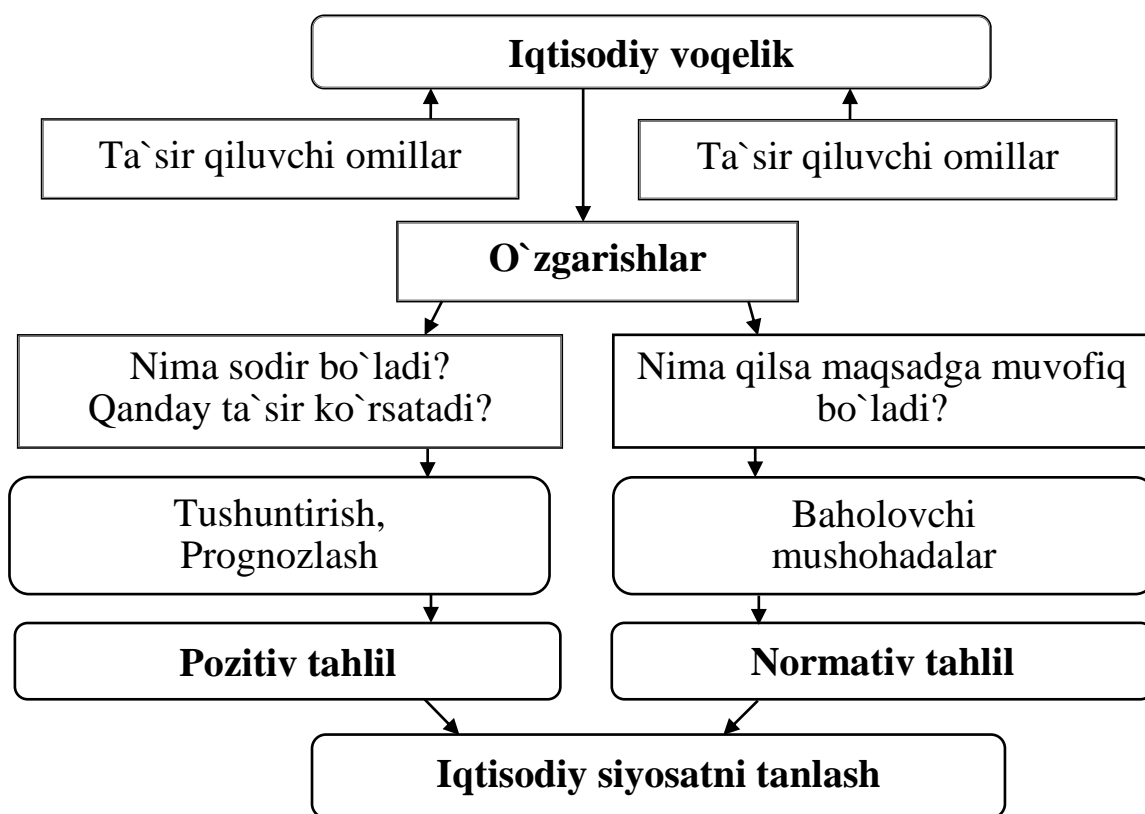 Iqtisodiy voqelik
Ta`sir qiluvchi omillar
Ta`sir qiluvchi omillar
O`zgarishlar
Nima sodir bo`ladi?
Qanday ta`sir ko`rsatadi?
Nima qilsa maqsadga muvofiq
bo`ladi?
Tushuntirish,
Prognozlash
Baholovchi
mushohadalar
Pozitiv tahlil
Normativ tahlil
Iqtisodiy siyosatni tanlash